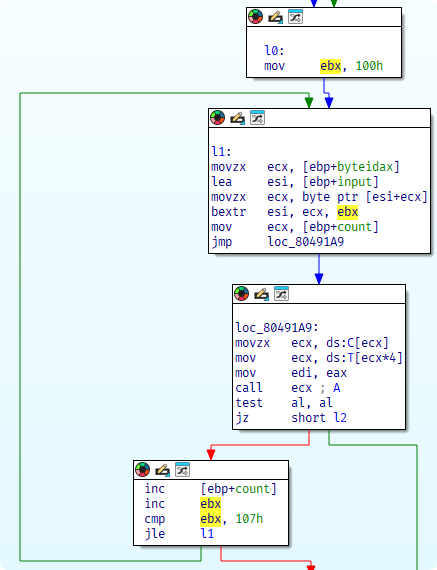 l0:
mov ebx, 100h
l1:
movzx ecx, [ebp+byteidax]
lea esi, [ebp+input]
movzx ecx, byte ptr [esi+ecx]
bextr esi, ecx, ebx
mov ecx, [ebp+count]
jmp loc_80491A9
loc_80491A9:
movzx ecx, ds:C[ecx]
mov ecx, ds:T[ecx*4]
mov edi, eax
call ecx ; A
test al, al
jz short l2
inc [ebp+count]
inc ebx
cmp ebx, 107h
jle l1